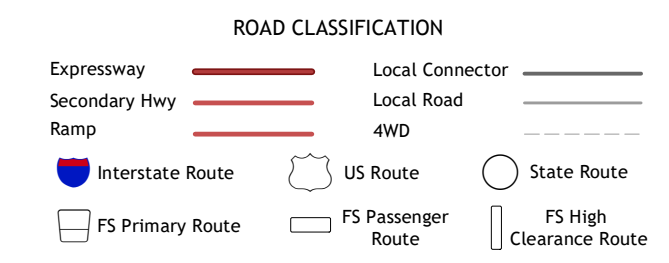 ROAD CLASSIFICATION
Expressway
Local Connector
Secondary Hwy
Local Road
Ramp
4WD
Interstate Route
US Route
State Route
FS Primary Route
FS Passenger
Route
FS High
Clearance Route